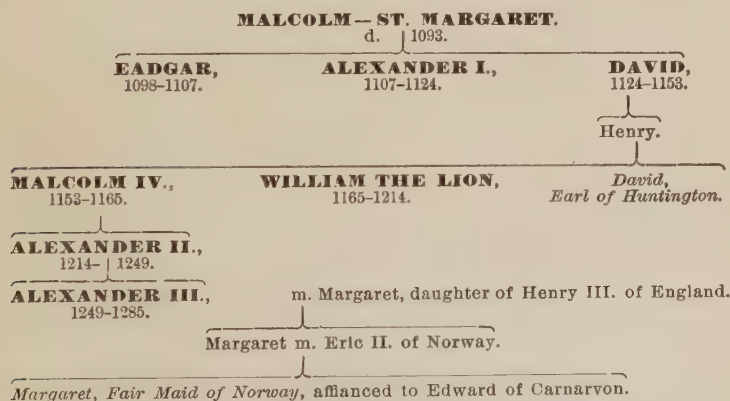 MALCOLM — ST. MARGARET.
d. 1093.
EADGAR, ALEXANDER I., DAVID,
1098–1107. 1107–1124. 1124–1153.
Henry.
MALCOLM IV., WILLIAM THE LION, David,
1153–1165. 1165–1214. Earl of Huntington.
ALEXANDER II.,
1214– 1249.
ALEXANDER III., m. Margaret, daughter of Henry III. of England.
1249–1285.
Margaret m. Eric II. of Norway.
Margaret, Fair Maid of Norway, affianced to Edward of Carnarvon.